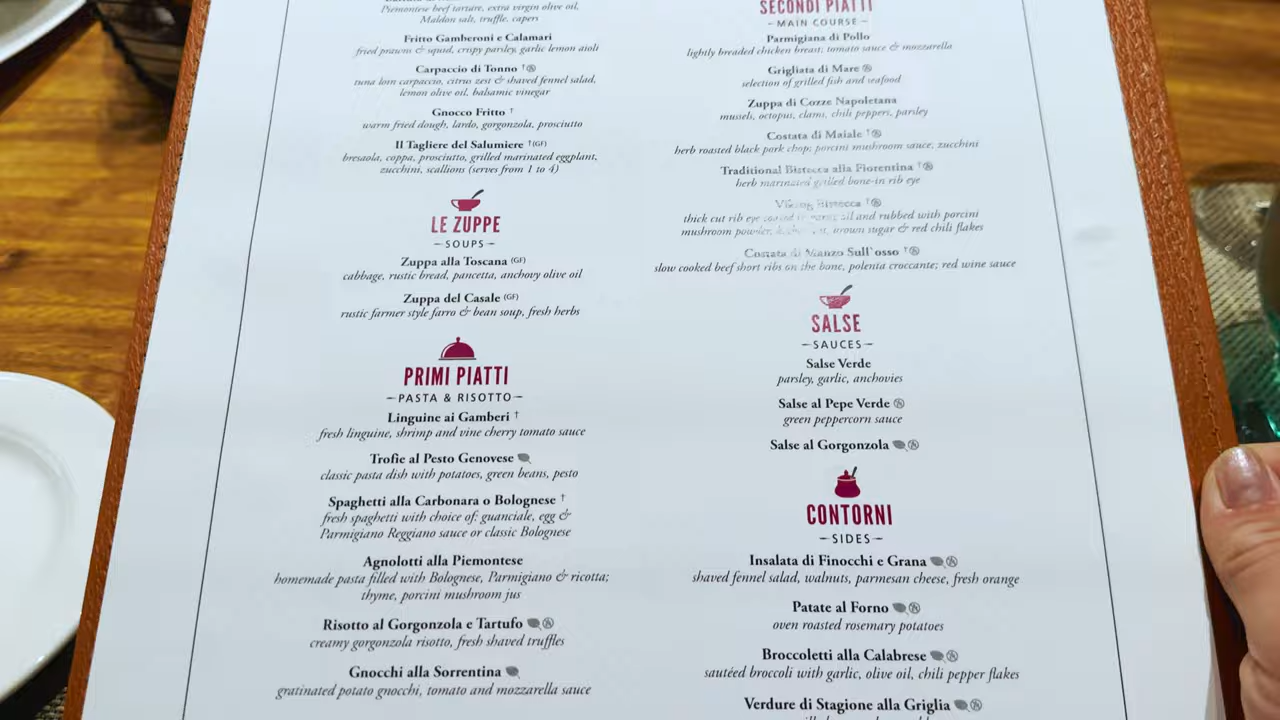 Piemontese beef tartare, extra virgin olive oil,
Maldon salt, truffle, capers
Fritto Gamberoni e Calamari
fried prawns & squid, crispy parsley, garlic lemon aioli
Carpaccio di Tonno †
tuna loin carpaccio, citrus zest & shaved fennel salad,
lemon olive oil, balsamic vinegar
Gnocco Fritto †
warm fried dough, lardo, gorgonzola, prosciutto
Il Tagliere del Salumiere † (GF)
bresaola, coppa, prosciutto, grilled marinated eggplant,
zucchini, scallions (serves from 1 to 4)
LE ZUPPE
SOUPS
Zuppa alla Toscana (GF)
cabbage, rustic bread, pancetta, anchovy olive oil
Zuppa del Casale (GF)
rustic farmer style farro & bean soup, fresh herbs
PRIMI PIATTI
PASTA & RISOTTO
Linguine ai Gamberi †
fresh linguine, shrimp and vine cherry tomato sauce
Trofie al Pesto Genovese
classic pasta dish with potatoes, green beans, pesto
Spaghetti alla Carbonara o Bolognese †
fresh spaghetti with choice of: guanciale, egg &
Parmigiano Reggiano sauce or classic Bolognese
Agnolotti alla Piemontese
homemade pasta filled with Bolognese, Parmigiano & ricotta;
thyme, porcini mushroom jus
Risotto al Gorgonzola e Tartufo
creamy gorgonzola risotto, fresh shaved truffles
Gnocchi alla Sorrentina
gratinated potato gnocchi, tomato and mozzarella sauce
SECONDI PIATTI
MAIN COURSE
Parmigiana di Pollo
lightly breaded chicken breast; tomato sauce & mozzarella
Grigliata di Mare
selection of grilled fish and seafood
Zuppa di Cozze Napoletana
mussels, octopus, clams, chili peppers, parsley
Costata di Maiale †
herb roasted black pork chop; porcini mushroom sauce, zucchini
Traditional Bistecca alla Fiorentina †
herb marinated grilled bone-in rib eye
Viking Bistecca †
thick cut rib eye coated in oil and rubbed with porcini
mushroom powder, brown sugar & red chili flakes
Costata di Manzo Sull'osso †
slow cooked beef short ribs on the bone, polenta croccante; red wine sauce
SALSE
SAUCES
Salse Verde
parsley, garlic, anchovies
Salse al Pepe Verde
green peppercorn sauce
Salse al Gorgonzola
CONTORNI
SIDES
Insalata di Finocchi e Grana
shaved fennel salad, walnuts, parmesan cheese, fresh orange
Patate al Forno
oven roasted rosemary potatoes
Broccoletti alla Calabrese
sautéed broccoli with garlic, olive oil, chili pepper flakes
Verdure di Stagione alla Griglia